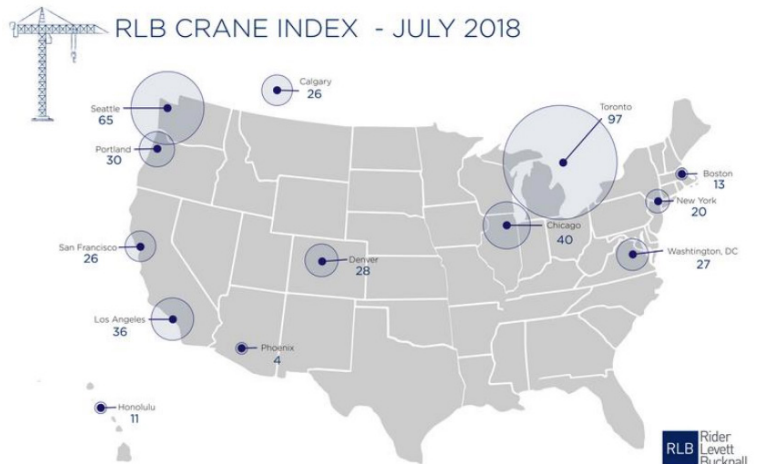 RLB CRANE INDEX - JULY 2018
Calgary
26
Seattle
65
Toronto
97
Portland
30
Boston
13
New York
20
Chicago
40
San Francisco
26
Denver
28
Washtington, DC
27
Los Angeles
36
Phoenix
4
Honolulu
11
RLB
Rider
Levett
Bucknall